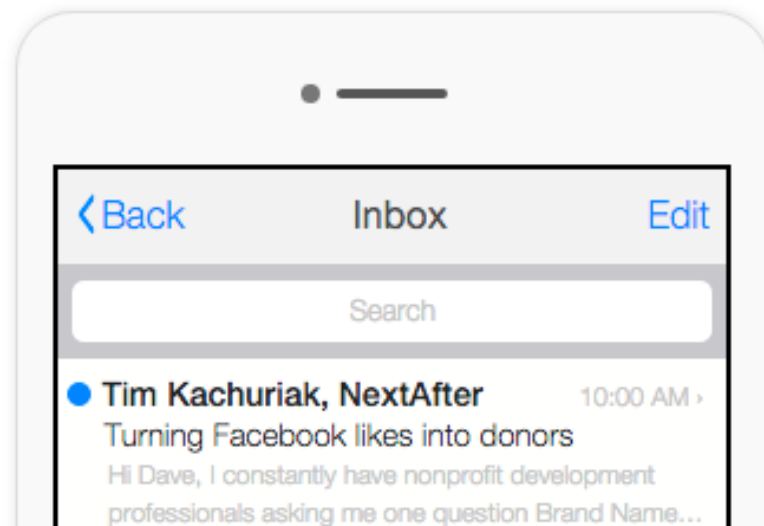 Back Inbox Edit
Search
Tim Kachuriak, NextAfter 10:00 AM ›
Turning Facebook likes into donors
Hi Dave, I constantly have nonprofit development
professionals asking me one question Brand Name...